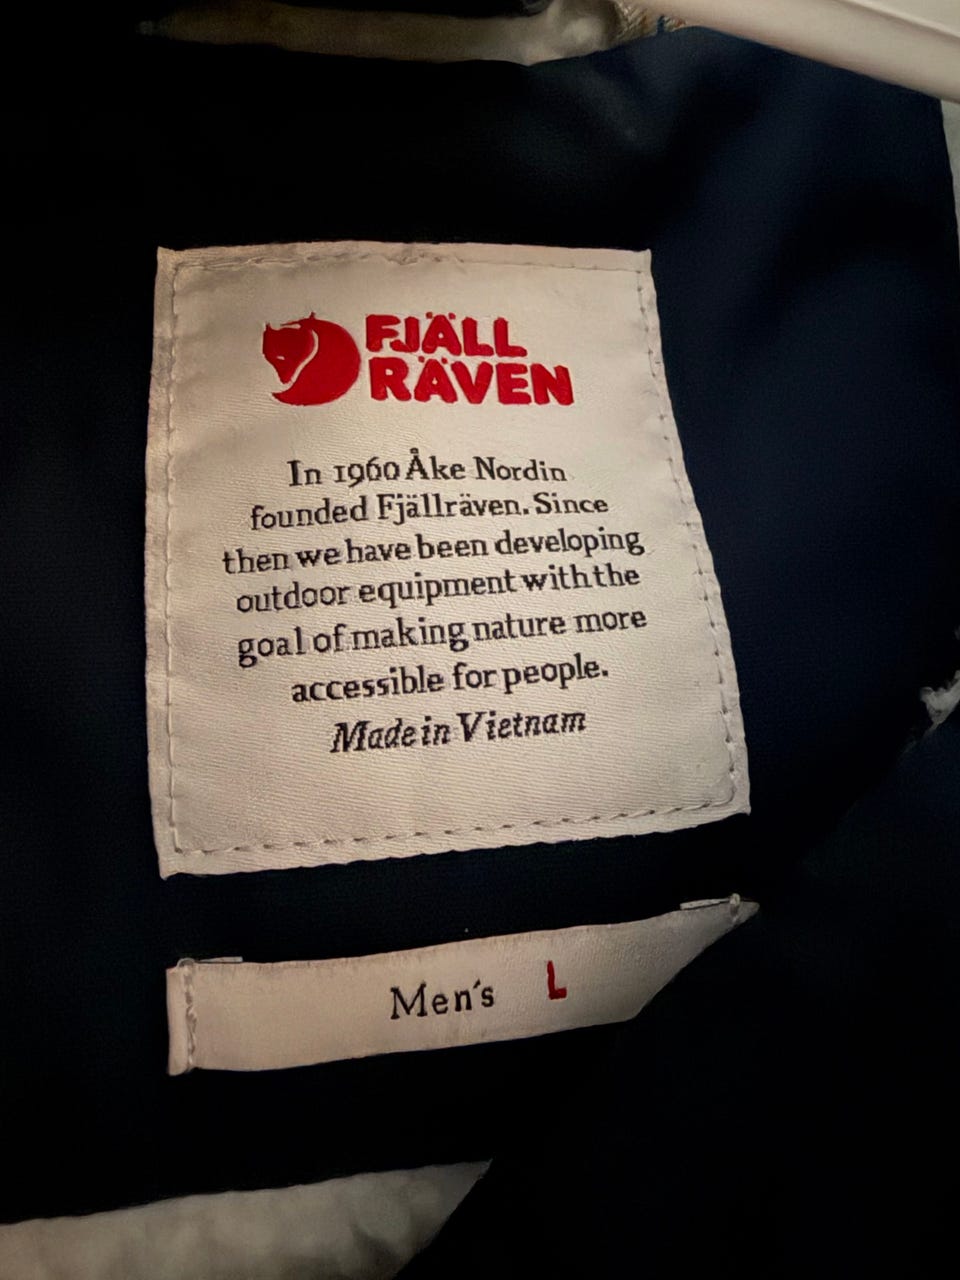 FJÄLL
RÄVEN
In 1960 Åke Nordin
founded Fjällräven. Since
then we have been developing
outdoor equipment with the
goal of making nature more
accessible for people.
Made in Vietnam
Men's L